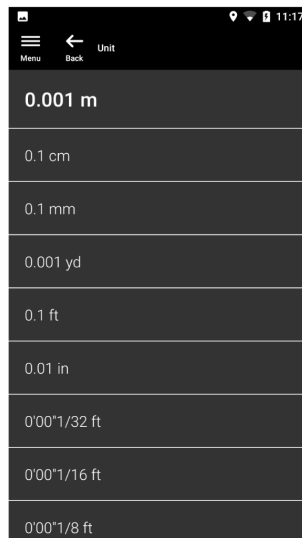 11:17
Menu
Back
Unit
0.001 m
0.1 cm
0.1 mm
0.001 yd
0.1 ft
0.01 in
0'00"1/32 ft
0'00"1/16 ft
0'00"1/8 ft